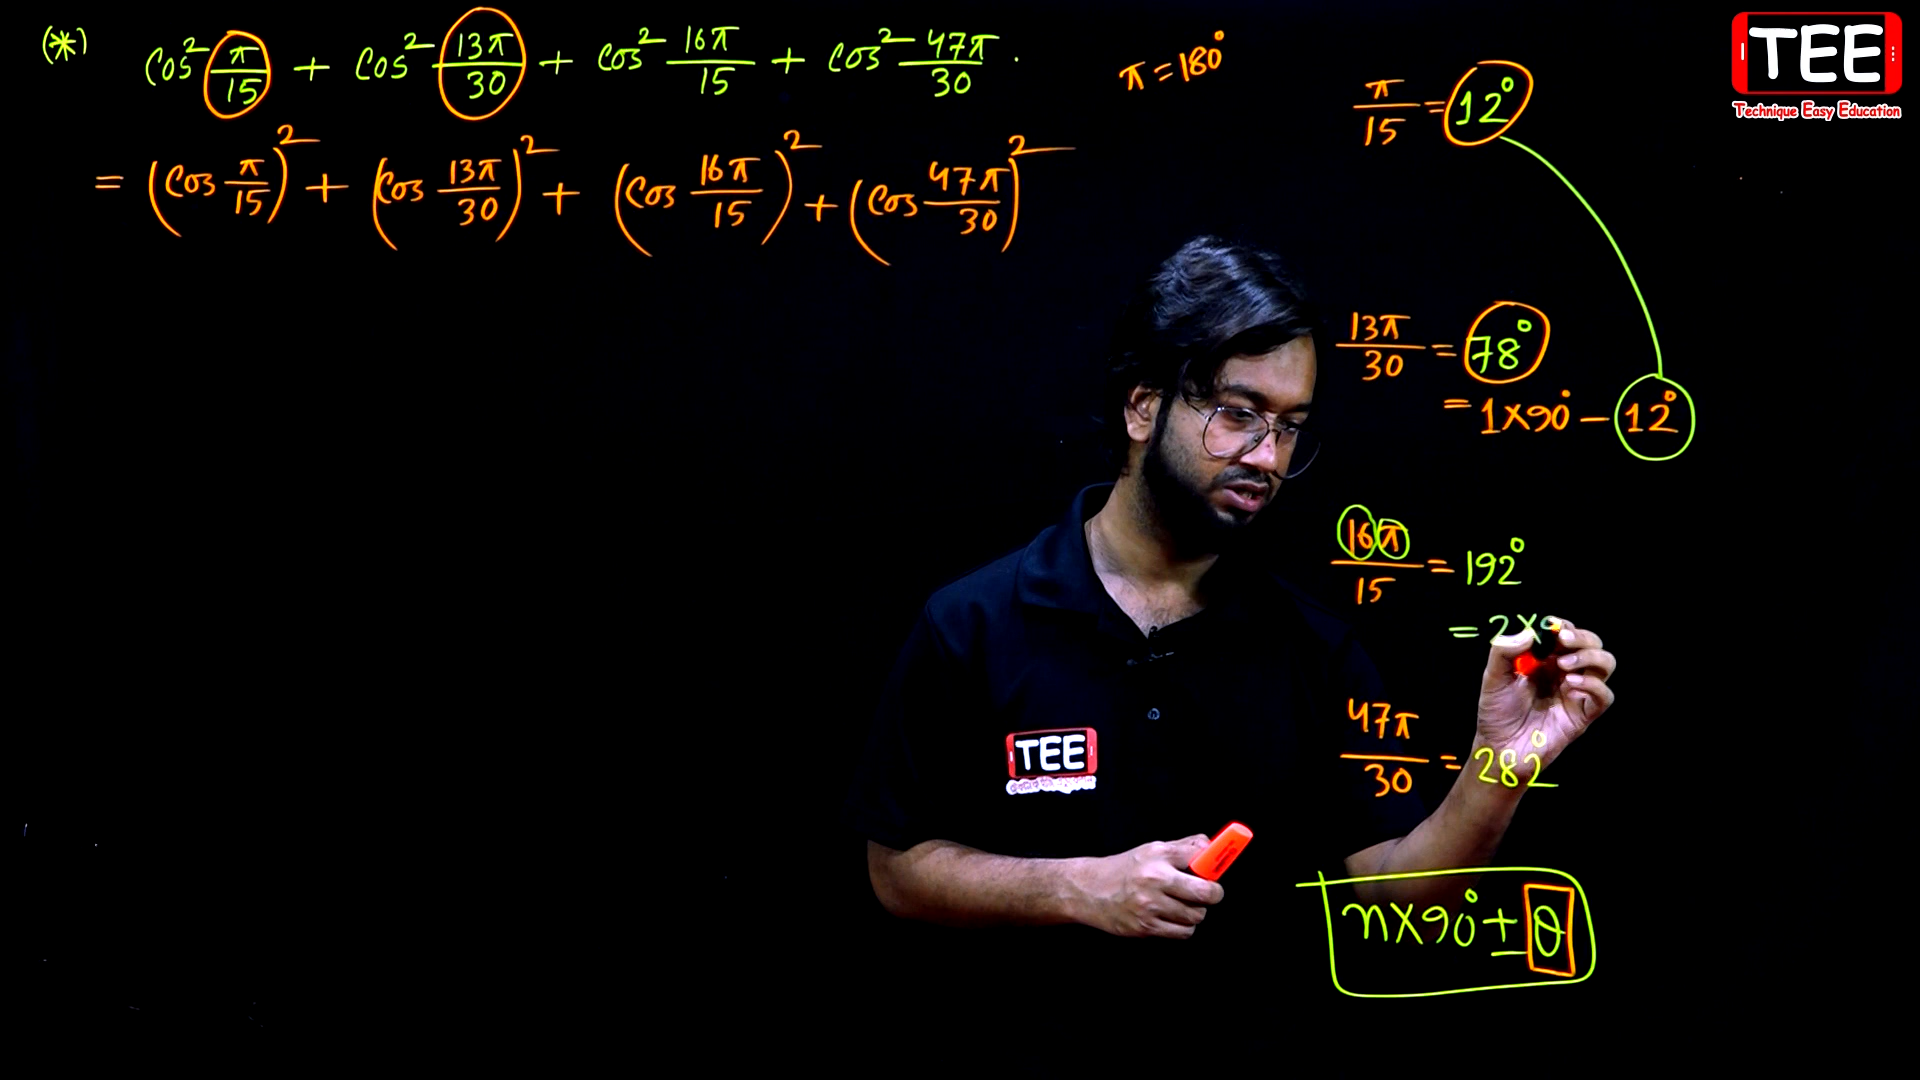 (*) cos² π/15 + cos² 13π/30 + cos² 16π/15 + cos² 47π/30 .
= (cos π/15)² + (cos 13π/30)² + (cos 16π/15)² + (cos 47π/30)²
π = 180°
π/15 = 12°
13π/30 = 78°
= 1×90° − 12°
16π/15 = 192°
= 2×9
47π/30 = 282°
n×90° ± θ
TEE
Technique Easy Education
TEE